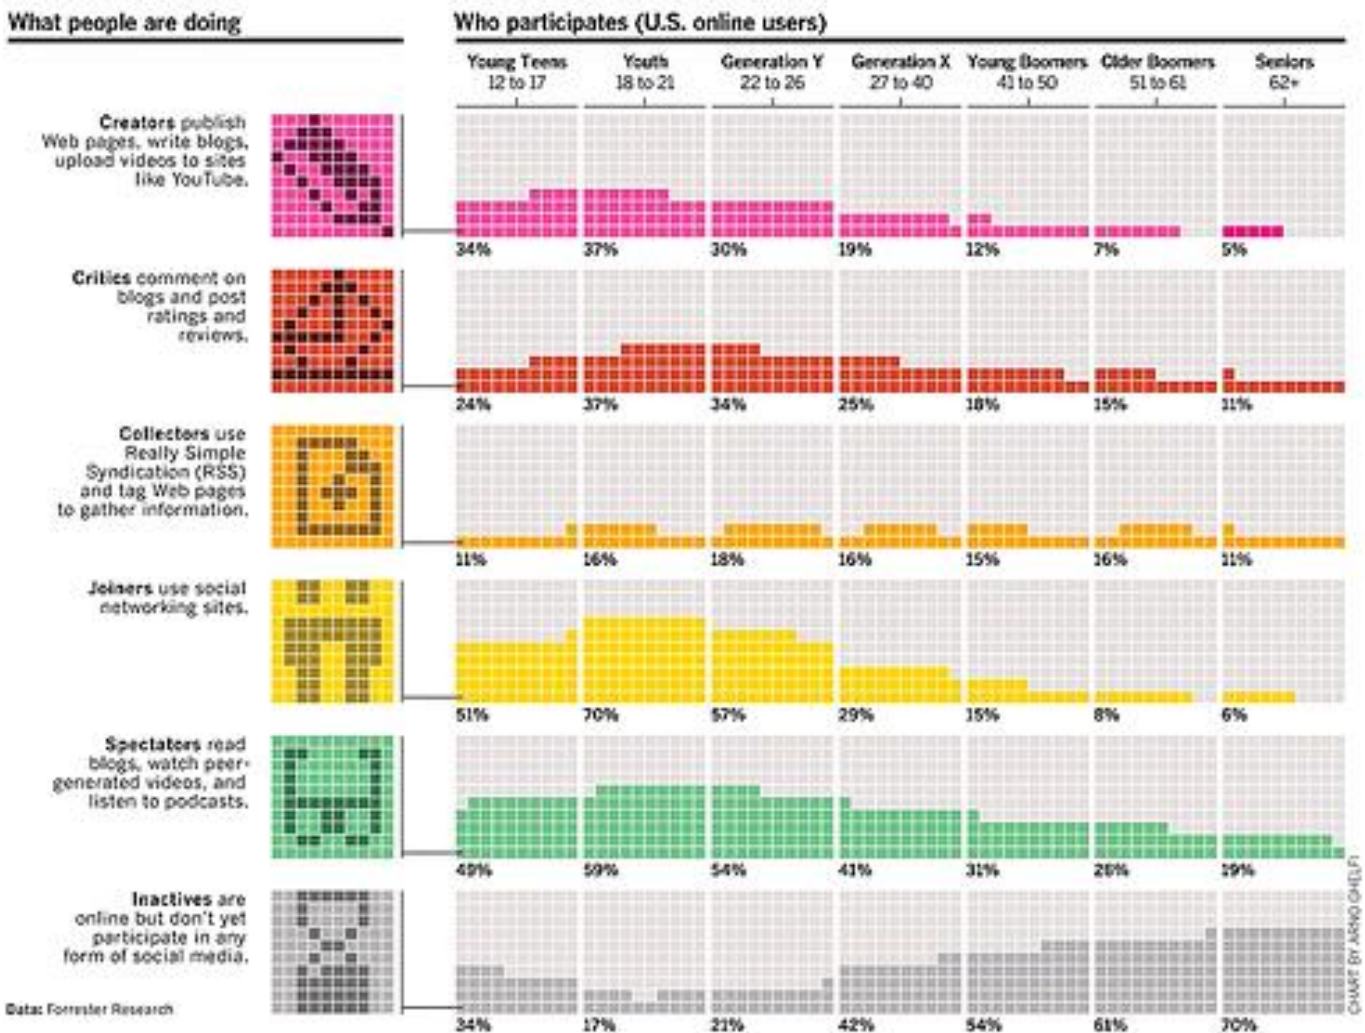 What people are doing
Who participates (U.S. online users)
Young Teens
12 to 17
Youth
18 to 21
Generation Y
22 to 26
Generation X
27 to 40
Young Boomers
41 to 50
Older Boomers
51 to 61
Seniors
62+
Creators publish
Web pages, write blogs,
upload videos to sites
like YouTube.
34% 37% 30% 19% 12% 7% 5%
Critics comment on
blogs and post
ratings and
reviews.
24% 37% 34% 25% 18% 15% 11%
Collectors use
Really Simple
Syndication (RSS)
and tag Web pages
to gather information.
11% 16% 18% 16% 15% 16% 11%
Joiners use social
networking sites.
51% 70% 57% 29% 15% 8% 6%
Spectators read
blogs, watch peer-
generated videos, and
listen to podcasts.
49% 59% 54% 41% 31% 26% 19%
Inactives are
online but don't yet
participate in any
form of social media.
34% 17% 21% 42% 54% 61% 70%
Data: Forrester Research
CHART BY ARNO GHELFI